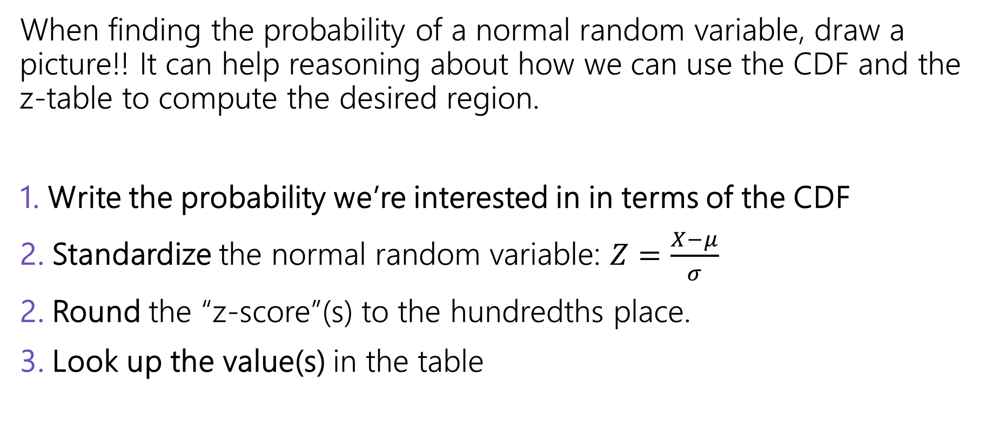 When finding the probability of a normal random variable, draw a
picture!! It can help reasoning about how we can use the CDF and the
z-table to compute the desired region.
1. Write the probability we’re interested in in terms of the CDF
2. Standardize the normal random variable: Z = (X−μ)/σ
2. Round the “z-score”(s) to the hundredths place.
3. Look up the value(s) in the table